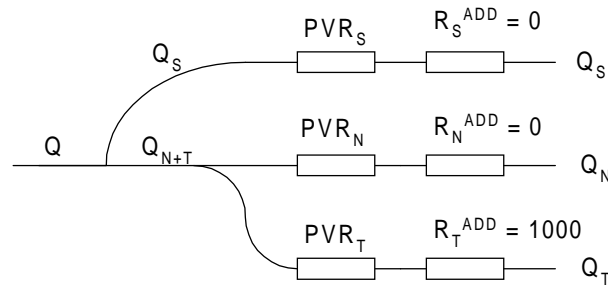 PVR_S R_S^ADD = 0
Q_S Q_S
PVR_N R_N^ADD = 0
Q Q_N+T Q_N
PVR_T R_T^ADD = 1000
Q_T